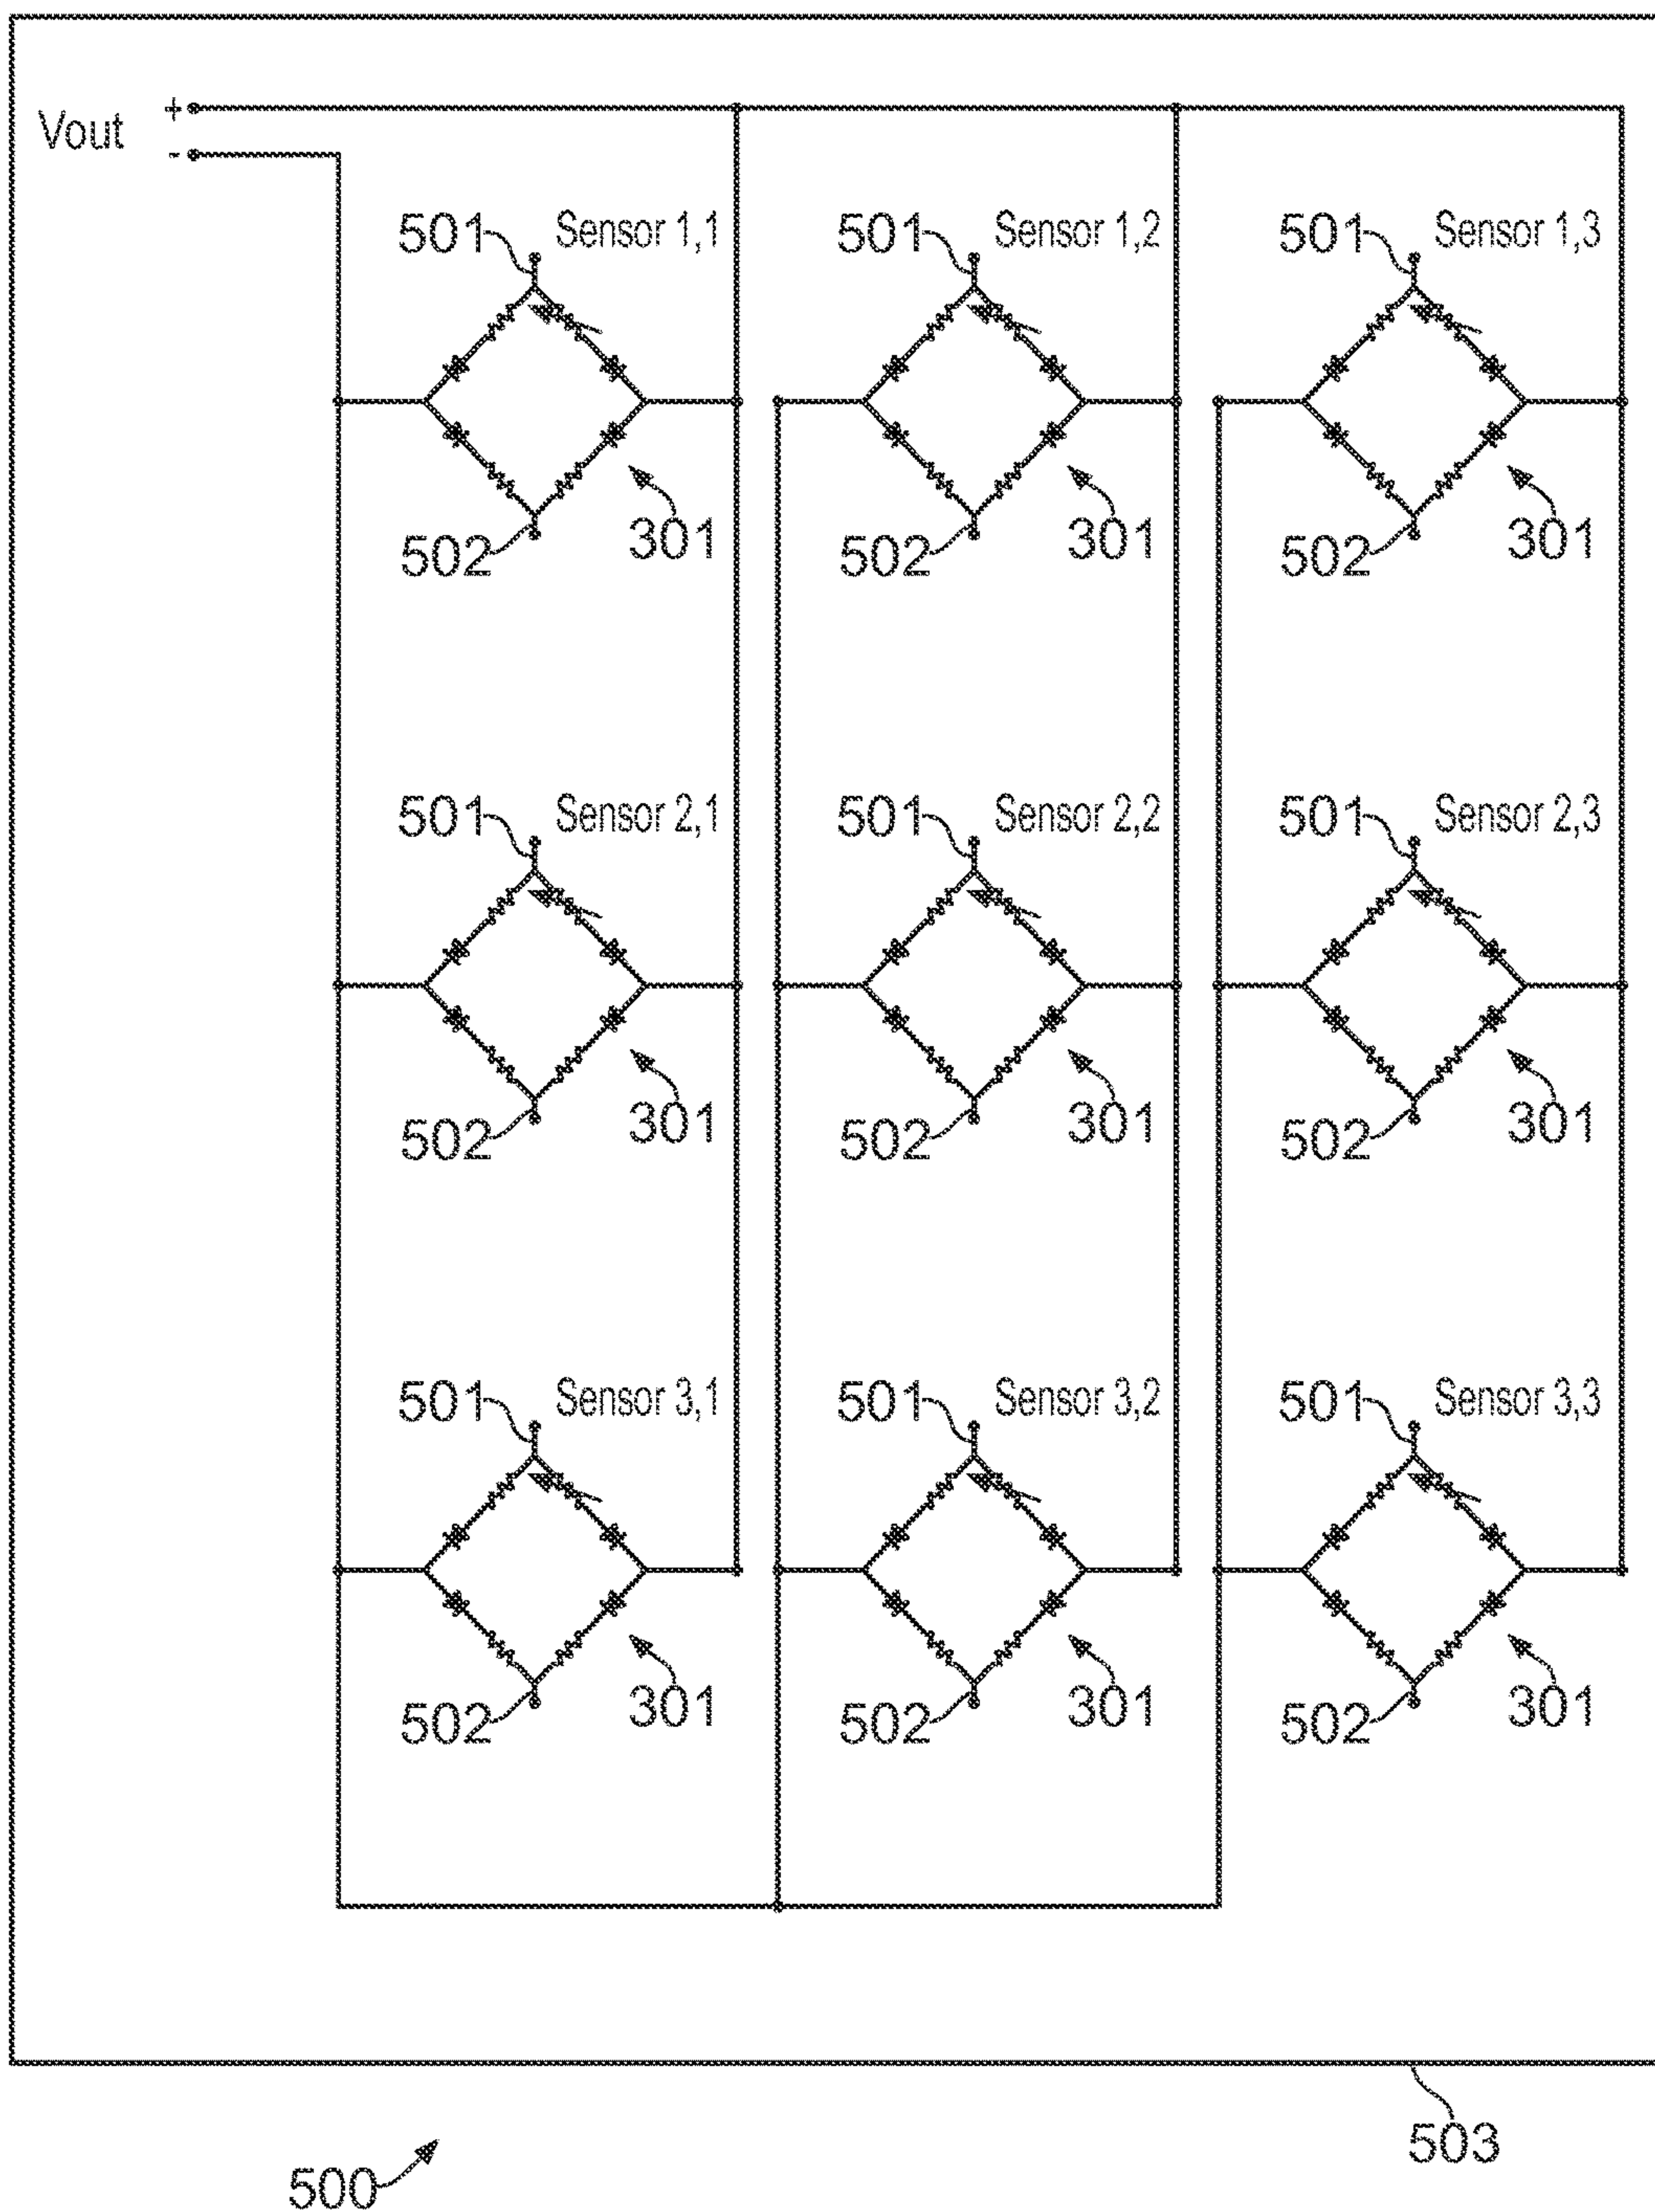 Vout + -
501 Sensor 1,1 501 Sensor 1,2 501 Sensor 1,3
502 301 502 301 502 301
501 Sensor 2,1 501 Sensor 2,2 501 Sensor 2,3
502 301 502 301 502 301
501 Sensor 3,1 501 Sensor 3,2 501 Sensor 3,3
502 301 502 301 502 301
503
500